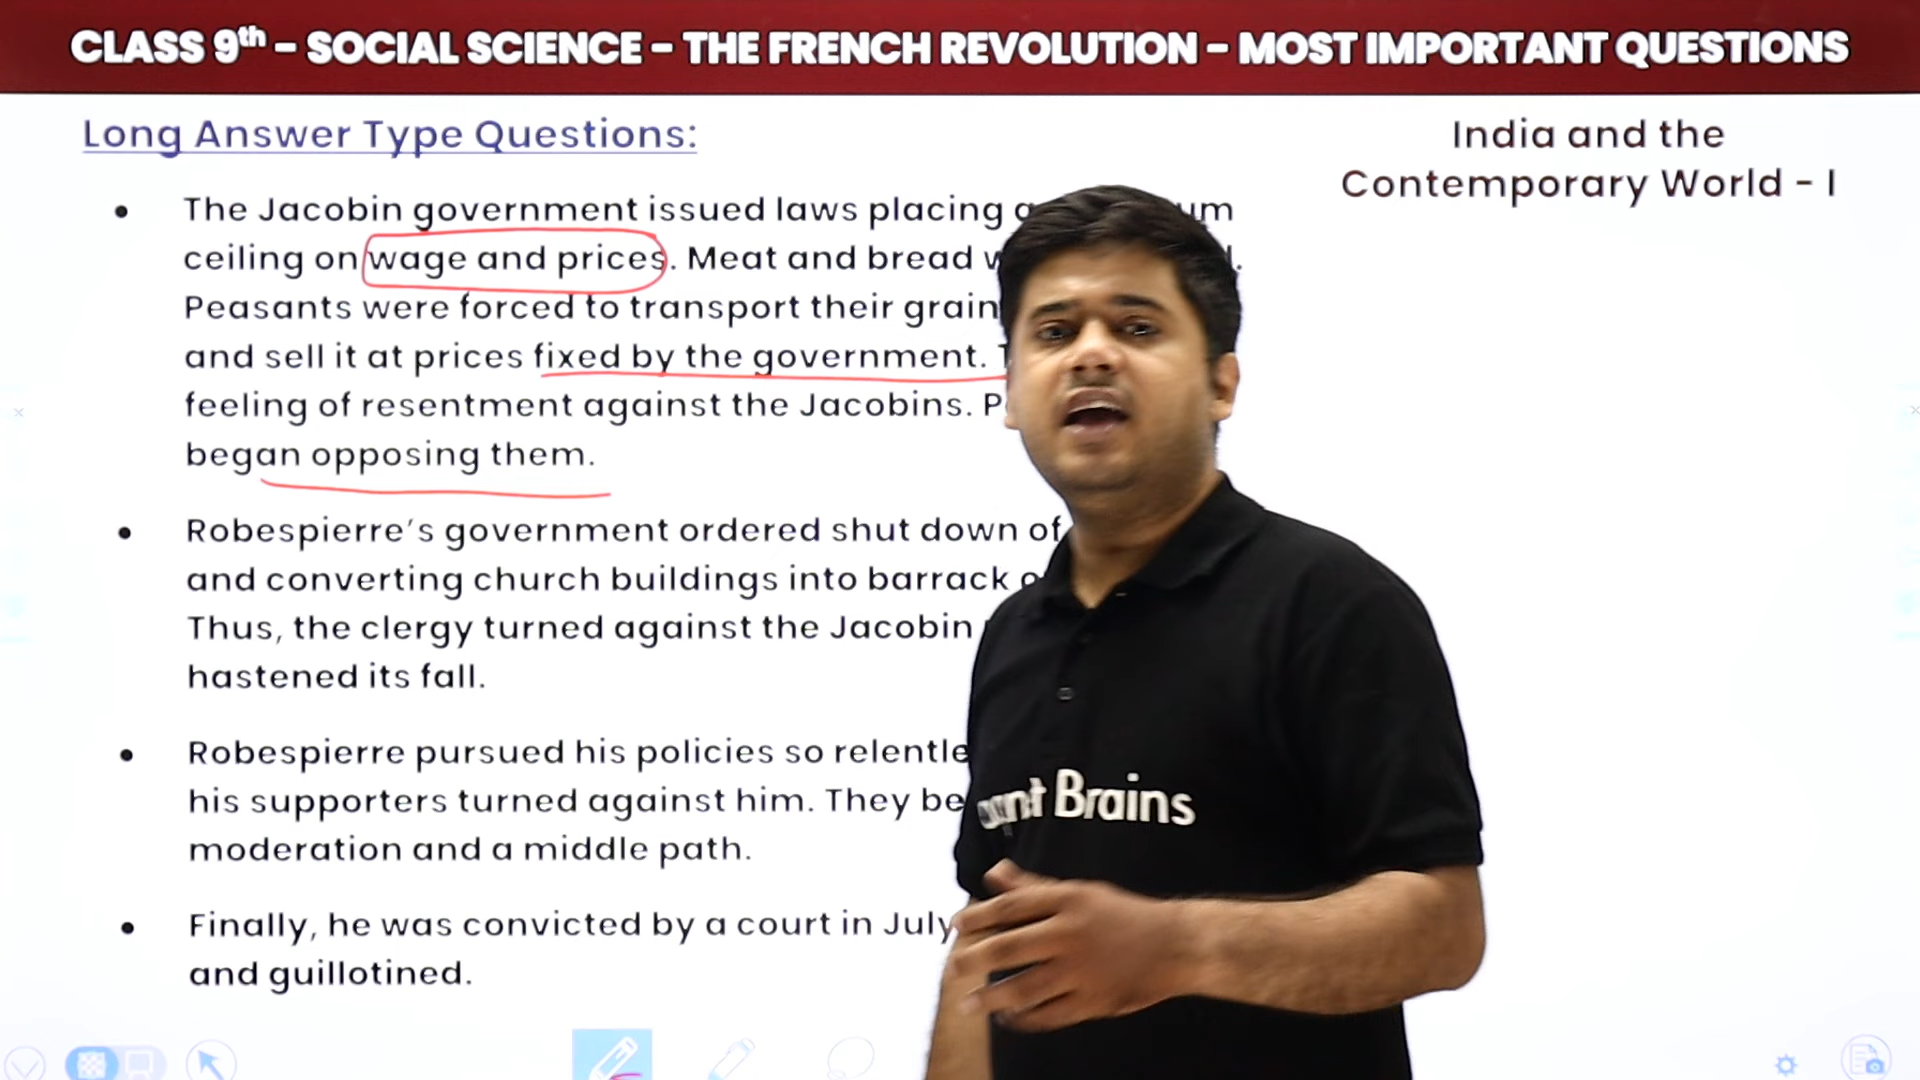 CLASS 9th – SOCIAL SCIENCE – THE FRENCH REVOLUTION – MOST IMPORTANT QUESTIONS
Long Answer Type Questions:
India and the
Contemporary World - I
• The Jacobin government issued laws placing
ceiling on wage and prices. Meat and bread
Peasants were forced to transport their grain
and sell it at prices fixed by the government.
feeling of resentment against the Jacobins.
began opposing them.
• Robespierre's government ordered shut down of
and converting church buildings into barrack
Thus, the clergy turned against the Jacobin
hastened its fall.
• Robespierre pursued his policies so
his supporters turned against him. They
moderation and a middle path.
• Finally, he was convicted by a court in July
and guillotined.
Brains